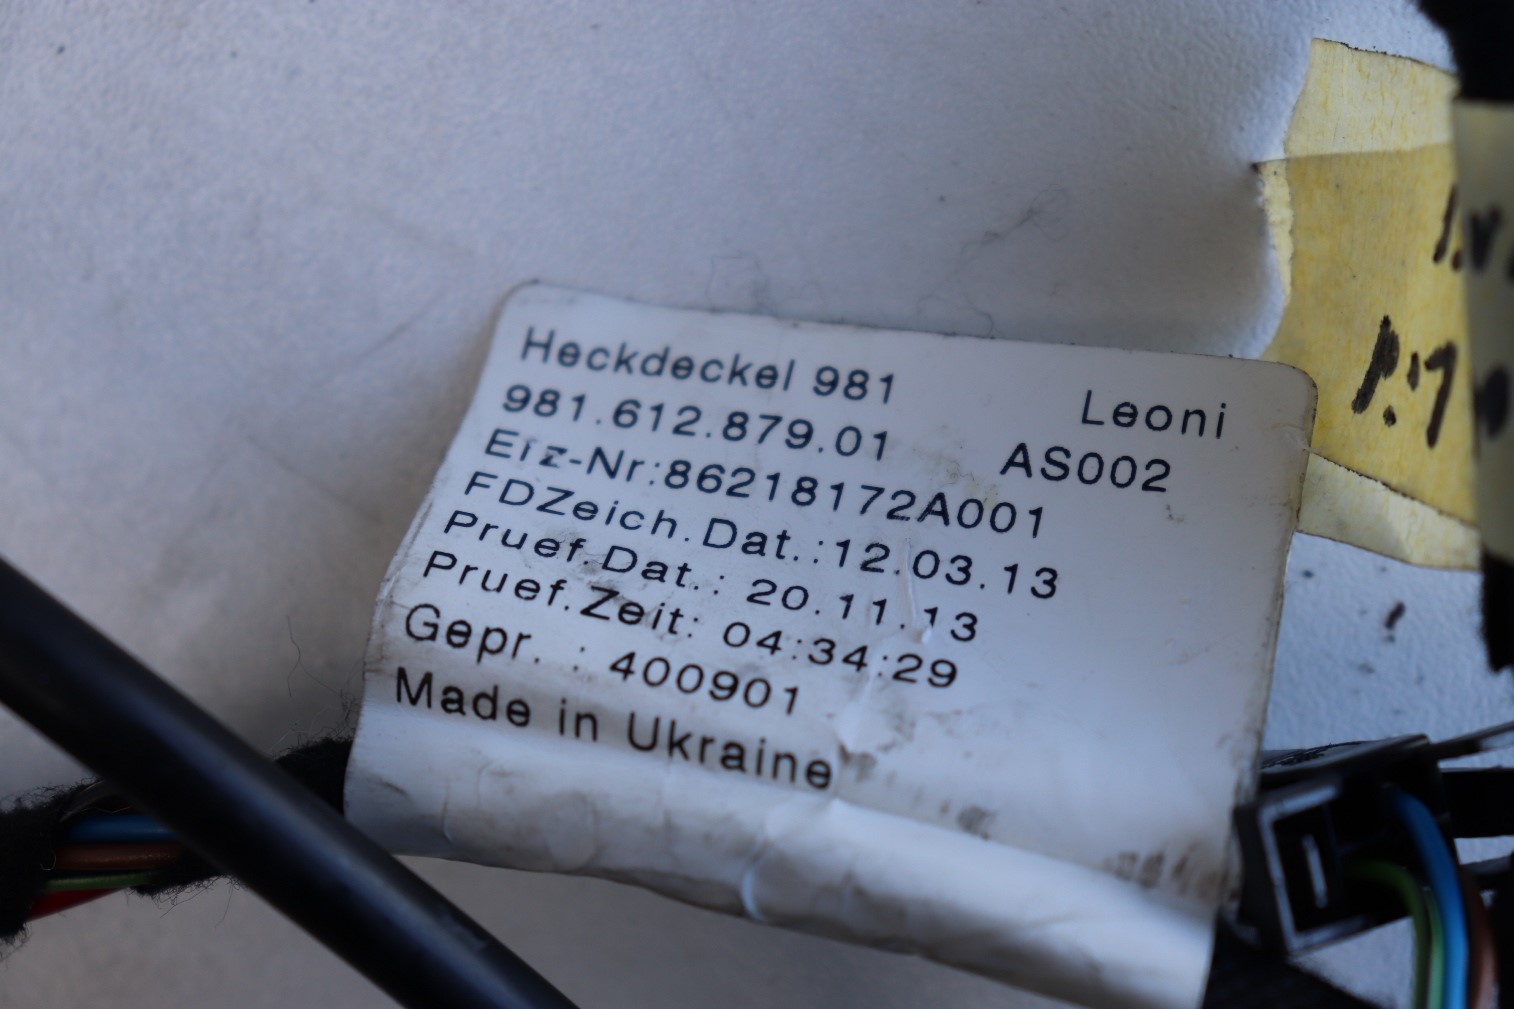 Heckdeckel 981
Leoni
981.612.879.01 AS002
Erz-Nr:86218172A001
FDZeich.Dat.:12.03.13
Pruef.Dat.: 20.11.13
Pruef.Zeit: 04:34:29
Gepr. : 400901
Made in Ukraine